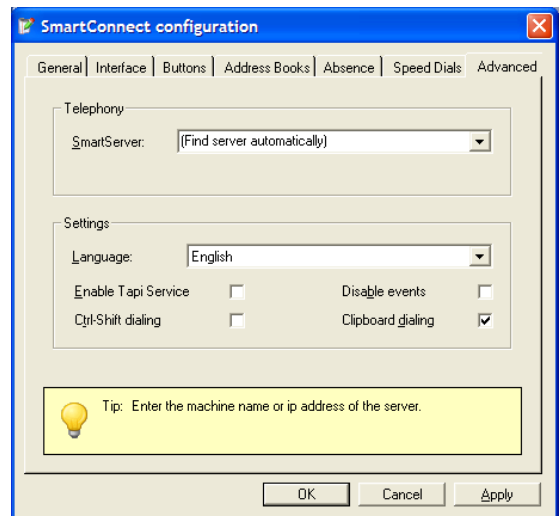 SmartConnect configuration
General Interface Buttons Address Books Absence Speed Dials Advanced
Telephony
SmartServer: (Find server automatically)
Settings
Language: English
Enable Tapi Service Disable events
Ctrl-Shift dialing Clipboard dialing
Tip: Enter the machine name or ip address of the server.
OK Cancel Apply